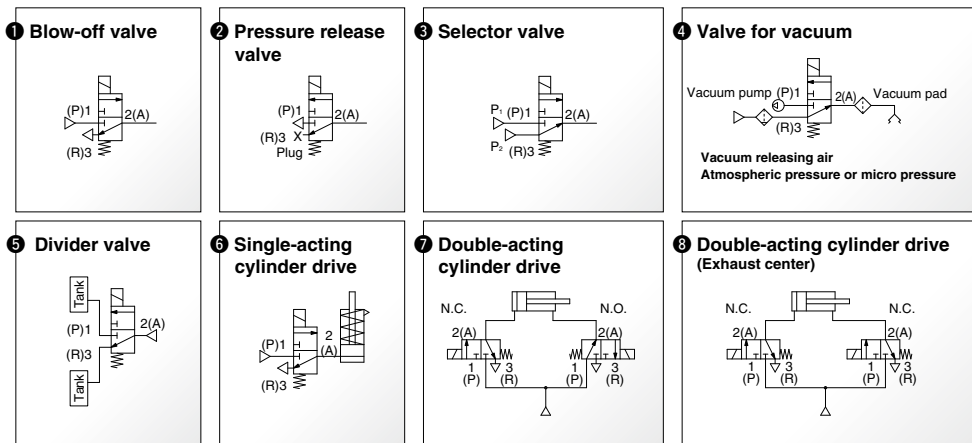 ❶ Blow-off valve
(P)1
2(A)
(R)3
❷ Pressure release
valve
(P)1
2(A)
(R)3 X
Plug
❸ Selector valve
P1 (P)1
2(A)
P2 (R)3
❹ Valve for vacuum
Vacuum pump (P)1 2(A) Vacuum pad
(R)3
Vacuum releasing air
Atmospheric pressure or micro pressure
❺ Divider valve
Tank
(P)1
2(A)
(R)3
Tank
❻ Single-acting
cylinder drive
2
(P)1 (A)
(R)3
❼ Double-acting
cylinder drive
N.C. N.O.
2(A) 2(A)
1 3 1 3
(P) (R) (P) (R)
❽ Double-acting cylinder drive
(Exhaust center)
N.C. N.C.
2(A) 2(A)
1 3 1 3
(P) (R) (P) (R)